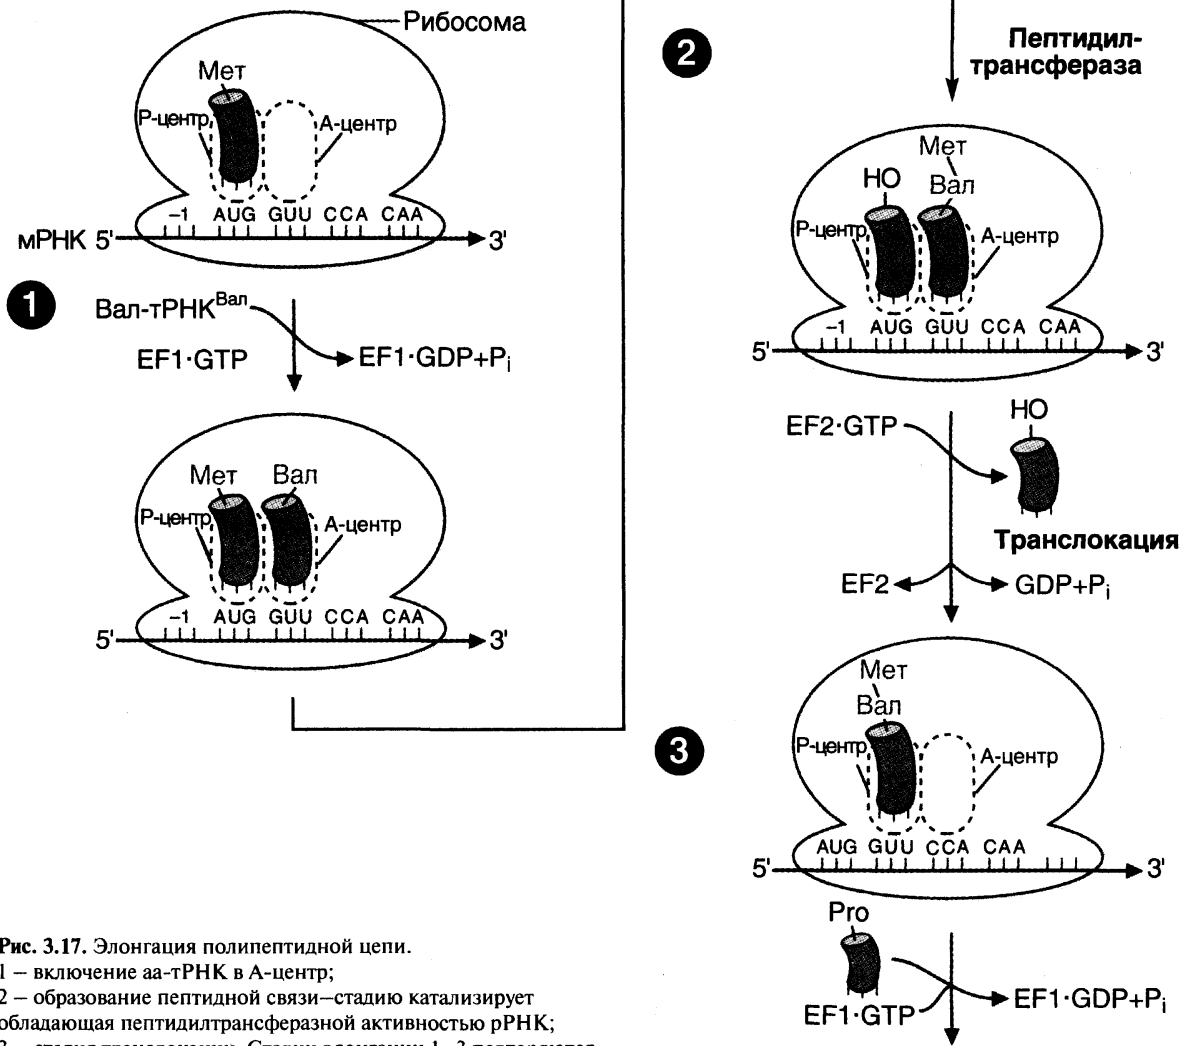 Рибосома
Мет
Р-центр
А-центр
–1 AUG GUU CCA CAA
мРНК 5' 3'
1
Вал-тРНКВал
EF1·GTP EF1·GDP+Pi
Мет Вал
Р-центр
А-центр
–1 AUG GUU CCA CAA
5' 3'
2
Пептидил-
трансфераза
Мет
HO Вал
Р-центр
А-центр
–1 AUG GUU CCA CAA
5' 3'
HO
EF2·GTP
Транслокация
EF2 GDP+Pi
3
Мет
Вал
Р-центр
А-центр
AUG GUU CCA CAA
5' 3'
Pro
EF1·GTP EF1·GDP+Pi
Рис. 3.17. Элонгация полипептидной цепи.
1 – включение аа-тРНК в А-центр;
2 – образование пептидной связи–стадию катализирует
обладающая пептидилтрансферазной активностью рРНК;